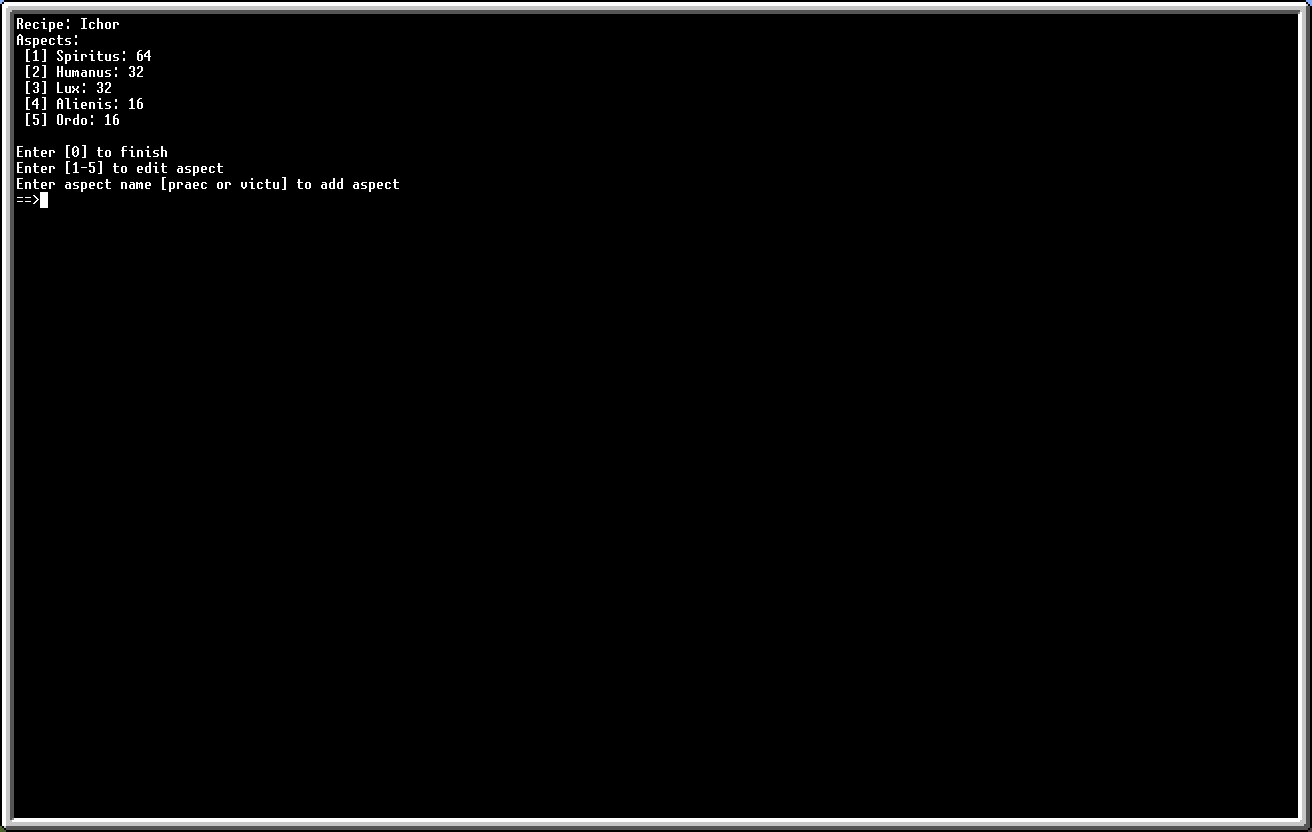 Recipe: Ichor
Aspects:
[1] Spiritus: 64
[2] Humanus: 32
[3] Lux: 32
[4] Alienis: 16
[5] Ordo: 16
Enter [0] to finish
Enter [1-5] to edit aspect
Enter aspect name [praec or victu] to add aspect
==>